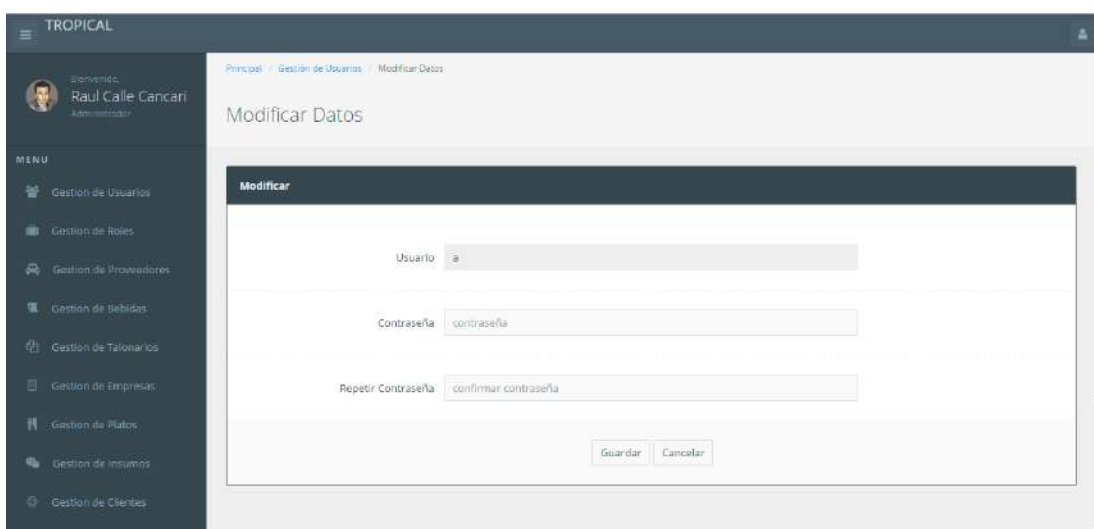 TROPICAL
Bienvenido,
Raul Calle Cancari
Administrador
MENU
Gestion de Usuarios
Gestion de Roles
Gestion de Proveedores
Gestion de Bebidas
Gestion de Talonarios
Gestion de Empresas
Gestion de Platos
Gestion de Insumos
Gestion de Clientes
Principal / Gestión de Usuarios / Modificar Datos
Modificar Datos
Modificar
Usuario a
Contraseña contraseña
Repetir Contraseña confirmar contraseña
Guardar Cancelar